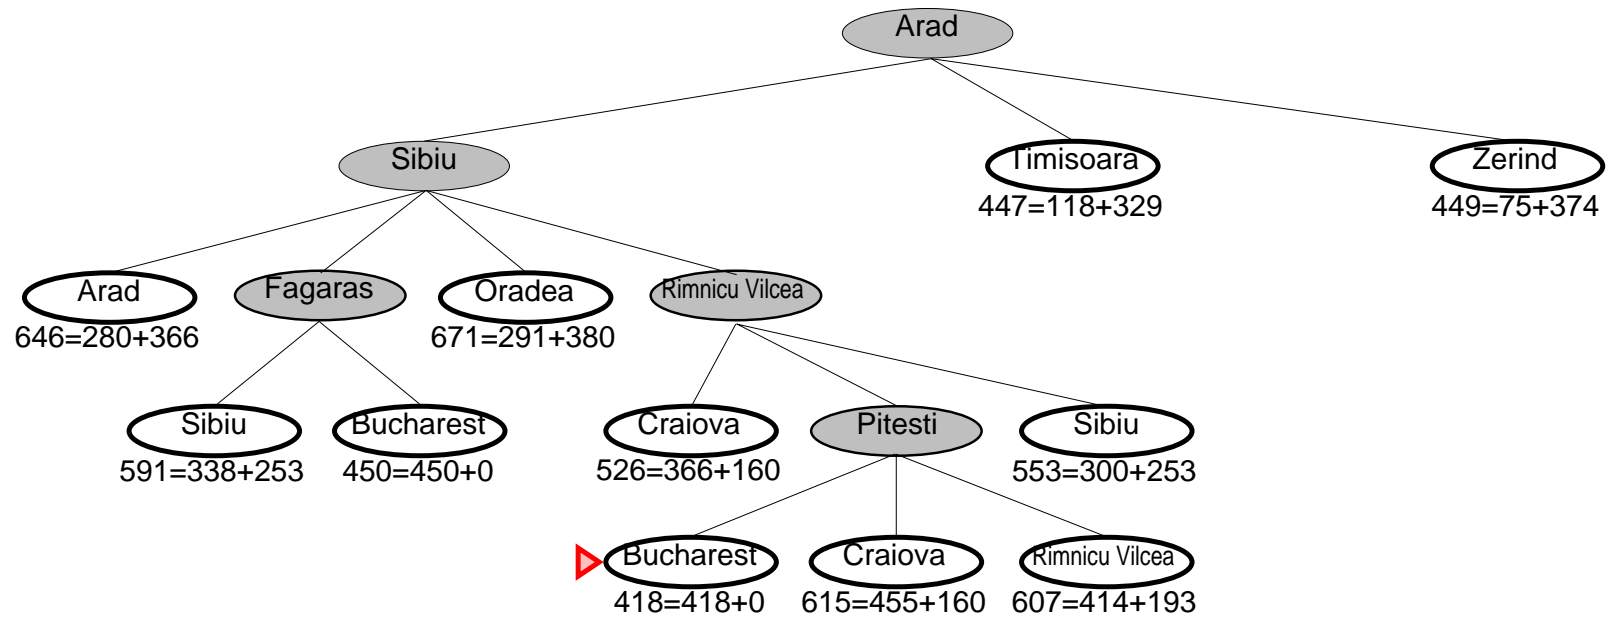 Arad
Sibiu
Timisoara
Zerind
447=118+329
449=75+374
Arad
Fagaras
Oradea
Rimnicu Vilcea
646=280+366
671=291+380
Sibiu
Bucharest
Craiova
Pitesti
Sibiu
591=338+253
450=450+0
526=366+160
553=300+253
Bucharest
Craiova
Rimnicu Vilcea
418=418+0
615=455+160
607=414+193